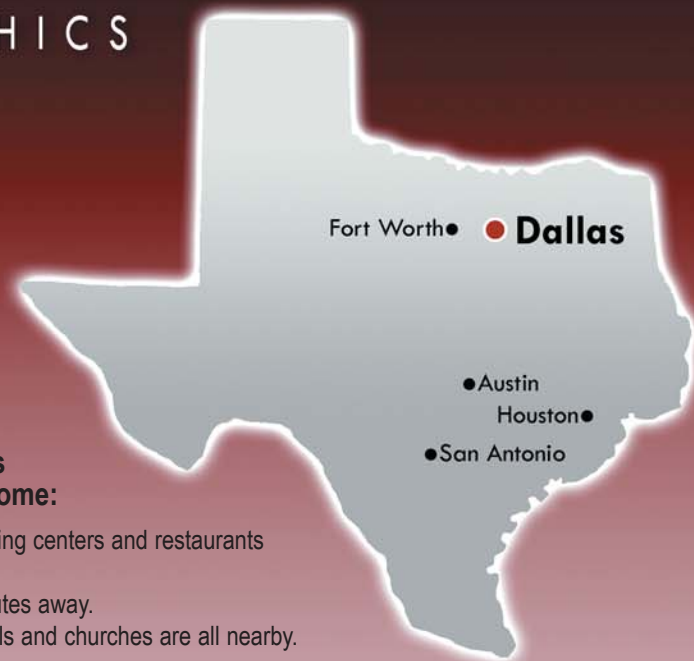 HICS
Fort Worth
Dallas
Austin
Houston
San Antonio
s
ome:
ing centers and restaurants
utes away.
ls and churches are all nearby.